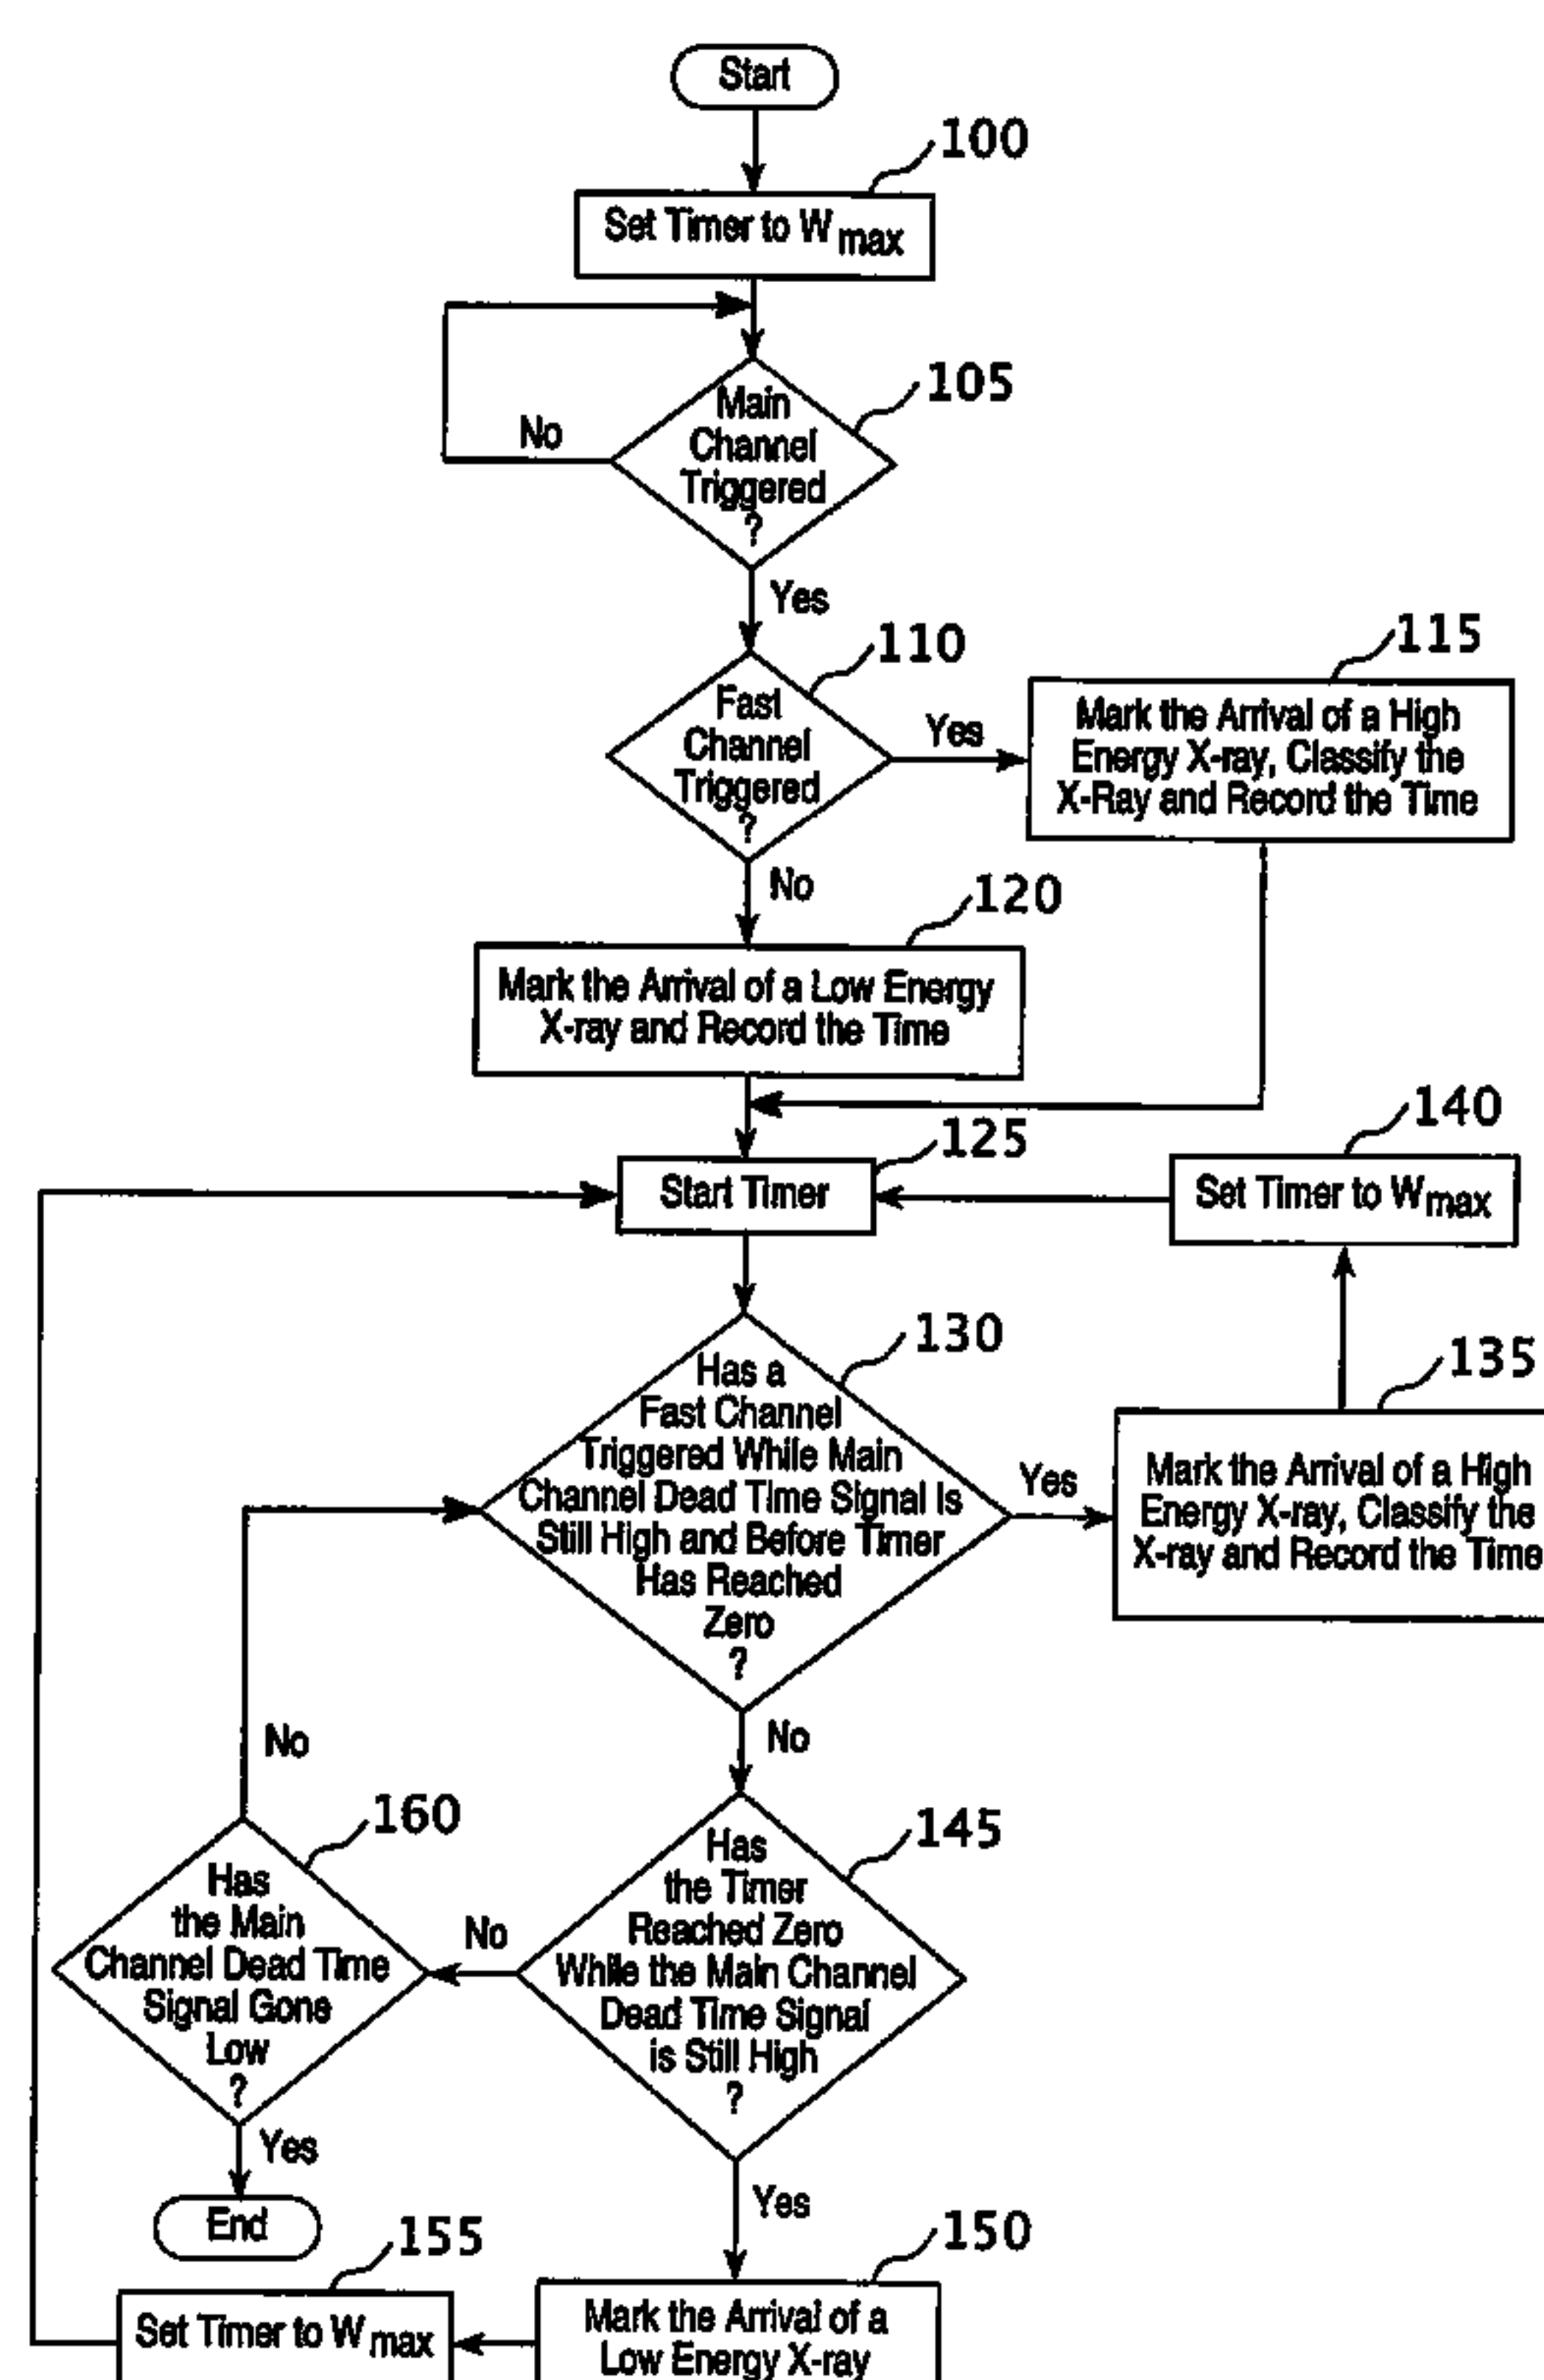 Start
100
Set Timer to Wmax
105
Main
Channel
Triggered
?
No
Yes
110
Fast
Channel
Triggered
?
Yes
115
Mark the Arrival of a High
Energy X-ray, Classify the
X-Ray and Record the Time
No
120
Mark the Arrival of a Low Energy
X-ray and Record the Time
125
Start Timer
140
Set Timer to Wmax
130
Has a
Fast Channel
Triggered While Main
Channel Dead Time Signal is
Still High and Before Timer
Has Reached
Zero
?
Yes
135
Mark the Arrival of a High
Energy X-ray, Classify the
X-ray and Record the Time
No
145
Has
the Timer
Reached Zero
While the Main Channel
Dead Time Signal
is Still High
?
No
160
Has
the Main
Channel Dead Time
Signal Gone
Low
?
No
Yes
End
Yes
150
Mark the Arrival of a
Low Energy X-ray
155
Set Timer to Wmax